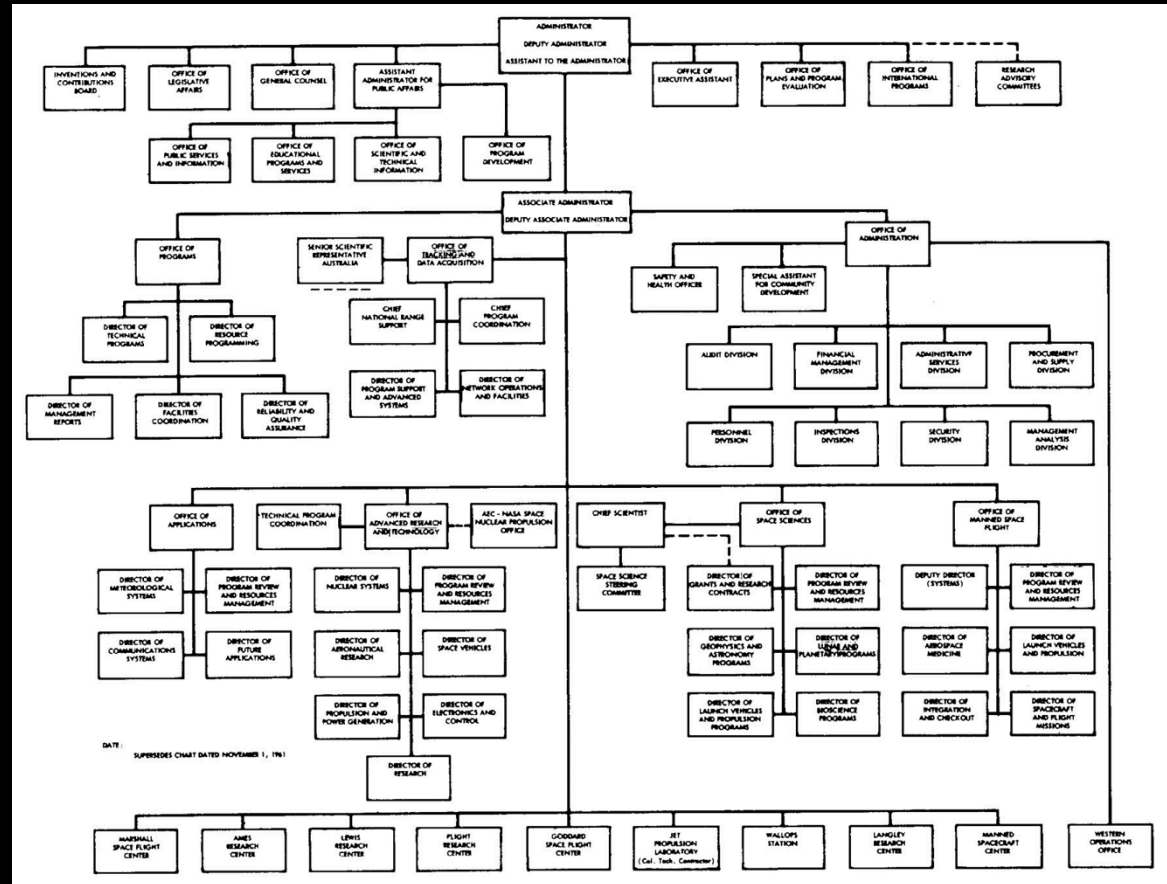 ADMINISTRATOR
DEPUTY ADMINISTRATOR
ASSISTANT TO THE ADMINISTRATOR
INVENTIONS AND
CONTRIBUTIONS
BOARD
OFFICE OF
LEGISLATIVE
AFFAIRS
OFFICE OF
GENERAL COUNSEL
ASSISTANT
ADMINISTRATOR FOR
PUBLIC AFFAIRS
OFFICE OF
EXECUTIVE ASSISTANT
OFFICE OF
PLANS AND PROGRAM
EVALUATION
OFFICE OF
INTERNATIONAL
PROGRAMS
RESEARCH
ADVISORY
COMMITTEES
OFFICE OF
PUBLIC SERVICES
AND INFORMATION
OFFICE OF
EDUCATIONAL
PROGRAMS AND
SERVICES
OFFICE OF
SCIENTIFIC AND
TECHNICAL
INFORMATION
OFFICE OF
PROGRAM
DEVELOPMENT
ASSOCIATE ADMINISTRATOR
DEPUTY ASSOCIATE ADMINISTRATOR
OFFICE OF
PROGRAMS
SENIOR SCIENTIFIC
REPRESENTATIVE
AUSTRALIA
OFFICE OF
TRACKING AND
DATA ACQUISITION
OFFICE OF
ADMINISTRATION
SAFETY AND
HEALTH OFFICER
SPECIAL ASSISTANT
FOR COMMUNITY
DEVELOPMENT
DIRECTOR OF
TECHNICAL
PROGRAMS
DIRECTOR OF
RESOURCE
PROGRAMMING
CHIEF
NATIONAL RANGE
SUPPORT
CHIEF
PROGRAM
COORDINATION
AUDIT DIVISION
FINANCIAL
MANAGEMENT
DIVISION
ADMINISTRATIVE
SERVICES
DIVISION
PROCUREMENT
AND SUPPLY
DIVISION
DIRECTOR OF
MANAGEMENT
REPORTS
DIRECTOR OF
FACILITIES
COORDINATION
DIRECTOR OF
RELIABILITY AND
QUALITY
ASSURANCE
DIRECTOR OF
PROGRAM SUPPORT
AND ADVANCED
SYSTEMS
DIRECTOR OF
NETWORK OPERATIONS
AND FACILITIES
PERSONNEL
DIVISION
INSPECTIONS
DIVISION
SECURITY
DIVISION
MANAGEMENT
ANALYSIS
DIVISION
OFFICE OF
APPLICATIONS
TECHNICAL PROGRAM
COORDINATION
OFFICE OF
ADVANCED RESEARCH
AND TECHNOLOGY
AEC - NASA SPACE
NUCLEAR PROPULSION
OFFICE
CHIEF SCIENTIST
OFFICE OF
SPACE SCIENCES
OFFICE OF
MANNED SPACE
FLIGHT
DIRECTOR OF
METEOROLOGICAL
SYSTEMS
DIRECTOR OF
PROGRAM REVIEW
AND RESOURCES
MANAGEMENT
DIRECTOR OF
NUCLEAR SYSTEMS
DIRECTOR OF
PROGRAM REVIEW
AND RESOURCES
MANAGEMENT
SPACE SCIENCE
STEERING
COMMITTEE
DIRECTOR OF
GRANTS AND RESEARCH
CONTRACTS
DIRECTOR OF
PROGRAM REVIEW
AND RESOURCES
MANAGEMENT
DEPUTY DIRECTOR
(SYSTEMS)
DIRECTOR OF
PROGRAM REVIEW
AND RESOURCES
MANAGEMENT
DIRECTOR OF
COMMUNICATIONS
SYSTEMS
DIRECTOR OF
FUTURE
APPLICATIONS
DIRECTOR OF
AERONAUTICAL
RESEARCH
DIRECTOR OF
SPACE VEHICLES
DIRECTOR OF
GEOPHYSICS AND
ASTRONOMY
PROGRAMS
DIRECTOR OF
LUNAR AND
PLANETARY PROGRAMS
DIRECTOR OF
AEROSPACE
MEDICINE
DIRECTOR OF
LAUNCH VEHICLES
AND PROPULSION
DIRECTOR OF
PROPULSION AND
POWER GENERATION
DIRECTOR OF
ELECTRONICS AND
CONTROL
DIRECTOR OF
LAUNCH VEHICLES
AND PROPULSION
PROGRAMS
DIRECTOR OF
BIOSCIENCE
PROGRAMS
DIRECTOR OF
INTEGRATION
AND CHECKOUT
DIRECTOR OF
SPACECRAFT
AND FLIGHT
MISSIONS
DATE:
SUPERSEDES CHART DATED NOVEMBER 1, 1961
DIRECTOR OF
RESEARCH
MARSHALL
SPACE FLIGHT
CENTER
AMES
RESEARCH
CENTER
LEWIS
RESEARCH
CENTER
FLIGHT
RESEARCH
CENTER
GODDARD
SPACE FLIGHT
CENTER
JET
PROPULSION
LABORATORY
(Cal. Tech. Contractor)
WALLOPS
STATION
LANGLEY
RESEARCH
CENTER
MANNED
SPACECRAFT
CENTER
WESTERN
OPERATIONS
OFFICE